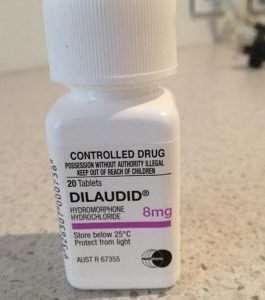 CONTROLLED DRUG
POSSESSION WITHOUT AUTHORITY ILLEGAL
KEEP OUT OF REACH OF CHILDREN
20 Tablets
DILAUDID®
HYDROMORPHONE
HYDROCHLORIDE 8mg
Store below 25°C
Protect from light
AUST R 67355